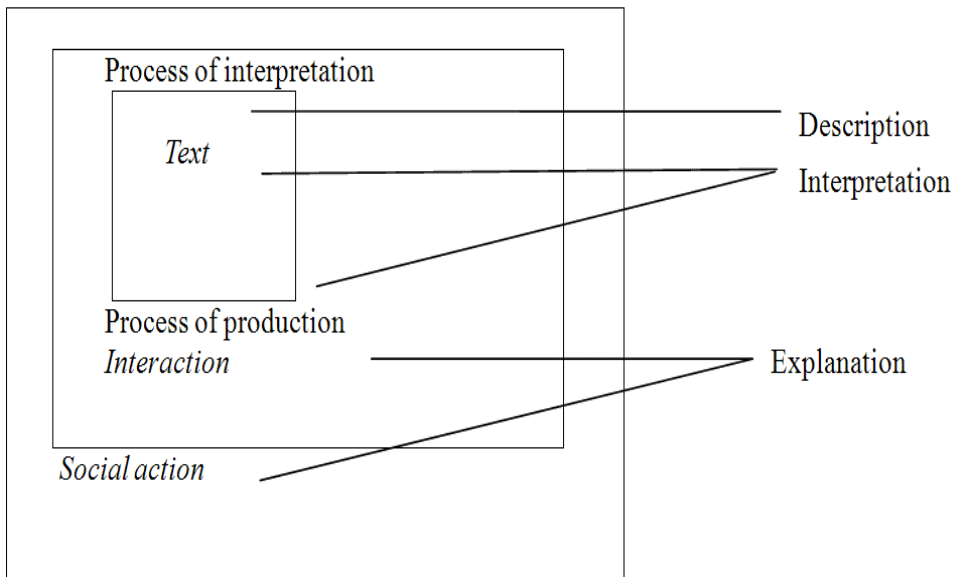 Process of interpretation
Text
Description
Interpretation
Process of production
Interaction
Explanation
Social action